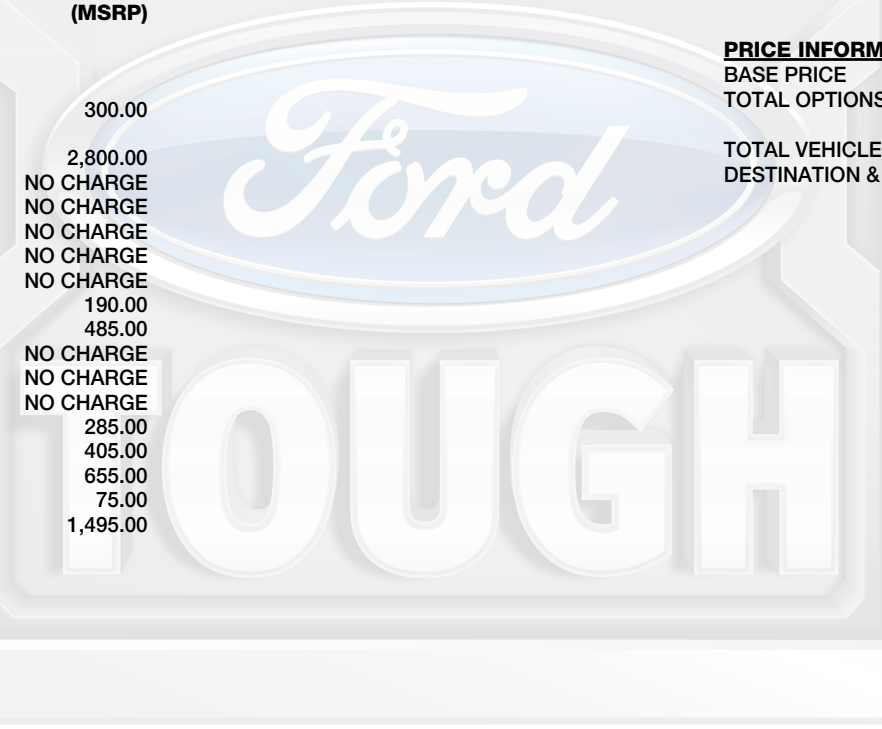 (MSRP)
300.00
2,800.00
NO CHARGE
NO CHARGE
NO CHARGE
NO CHARGE
NO CHARGE
190.00
485.00
NO CHARGE
NO CHARGE
NO CHARGE
285.00
405.00
655.00
75.00
1,495.00
PRICE INFORM
BASE PRICE
TOTAL OPTIONS
TOTAL VEHICLE
DESTINATION &
Ford
TOUGH